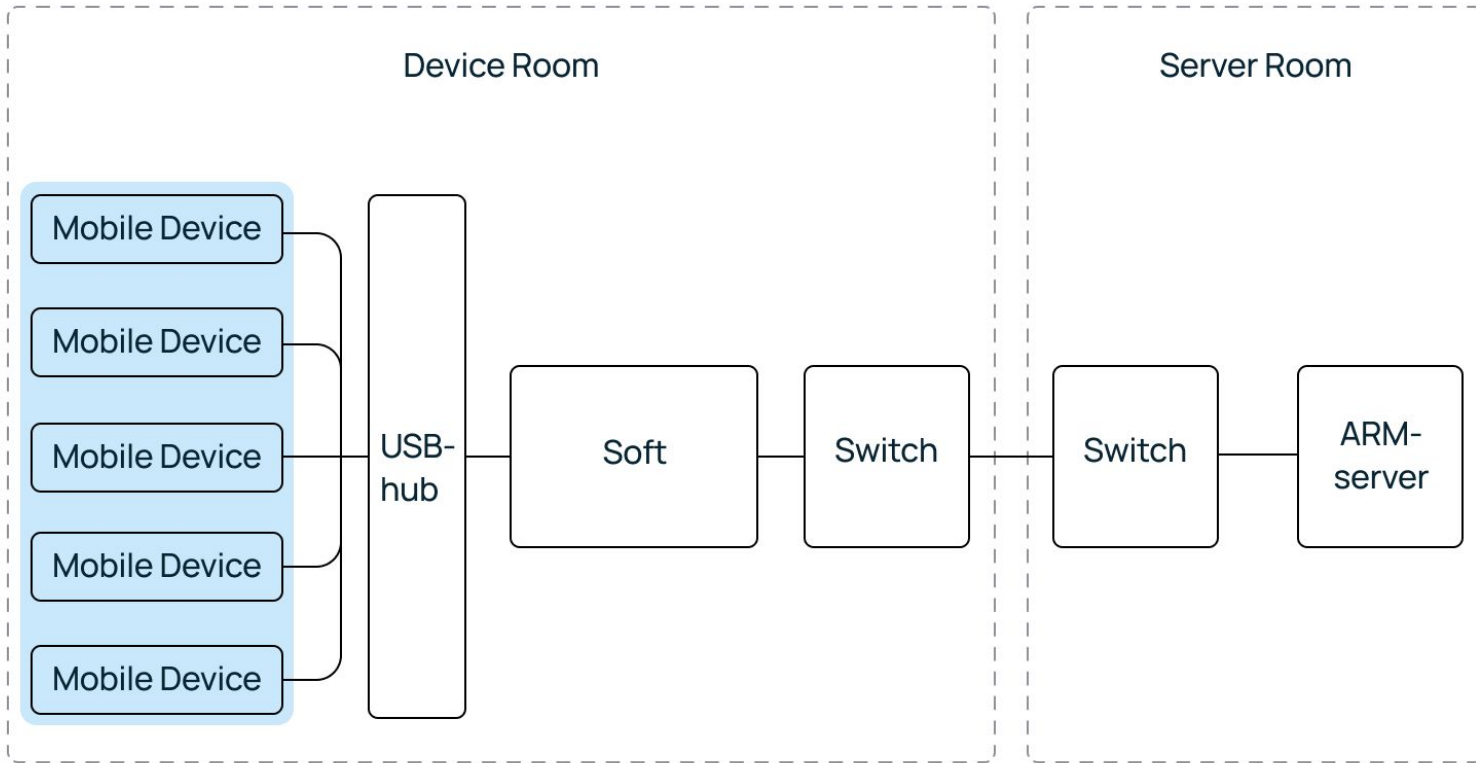 Device Room
Server Room
Mobile Device
Mobile Device
Mobile Device
Mobile Device
Mobile Device
USB-
hub
Soft
Switch
Switch
ARM-
server